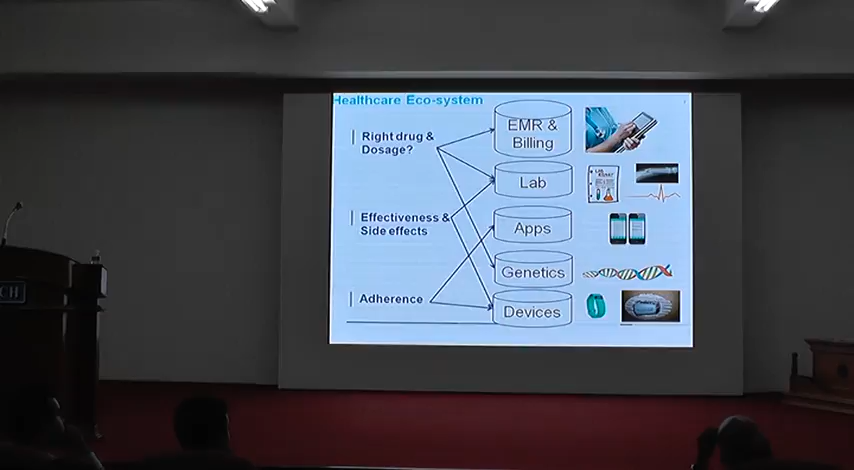 Healthcare Eco-system
Right drug &
Dosage?
EMR &
Billing
Lab
Effectiveness &
Side effects
Apps
Genetics
Adherence
Devices
CH